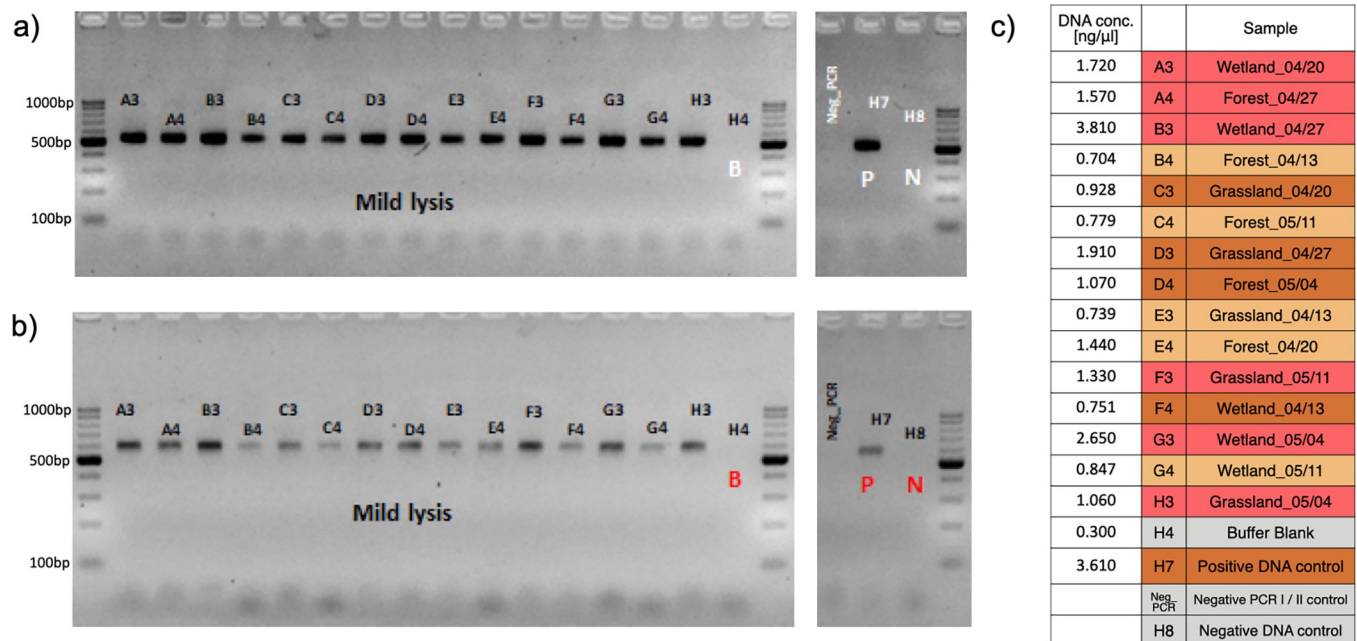 a)
1000bp
500bp
100bp
A3 B3 C3 D3 E3 F3 G3 H3
A4 B4 C4 D4 E4 F4 G4 H4
B
Mild lysis
Neg_PCR
H7
H8
P N
b)
1000bp
500bp
100bp
A3 B3 C3 D3 E3 F3 G3 H3
A4 B4 C4 D4 E4 F4 G4 H4
B
Mild lysis
Neg_PCR
H7
H8
P N
c)
DNA conc. [ng/µl] Sample
1.720 A3 Wetland_04/20
1.570 A4 Forest_04/27
3.810 B3 Wetland_04/27
0.704 B4 Forest_04/13
0.928 C3 Grassland_04/20
0.779 C4 Forest_05/11
1.910 D3 Grassland_04/27
1.070 D4 Forest_05/04
0.739 E3 Grassland_04/13
1.440 E4 Forest_04/20
1.330 F3 Grassland_05/11
0.751 F4 Wetland_04/13
2.650 G3 Wetland_05/04
0.847 G4 Wetland_05/11
1.060 H3 Grassland_05/04
0.300 H4 Buffer Blank
3.610 H7 Positive DNA control
Neg_PCR Negative PCR I / II control
H8 Negative DNA control